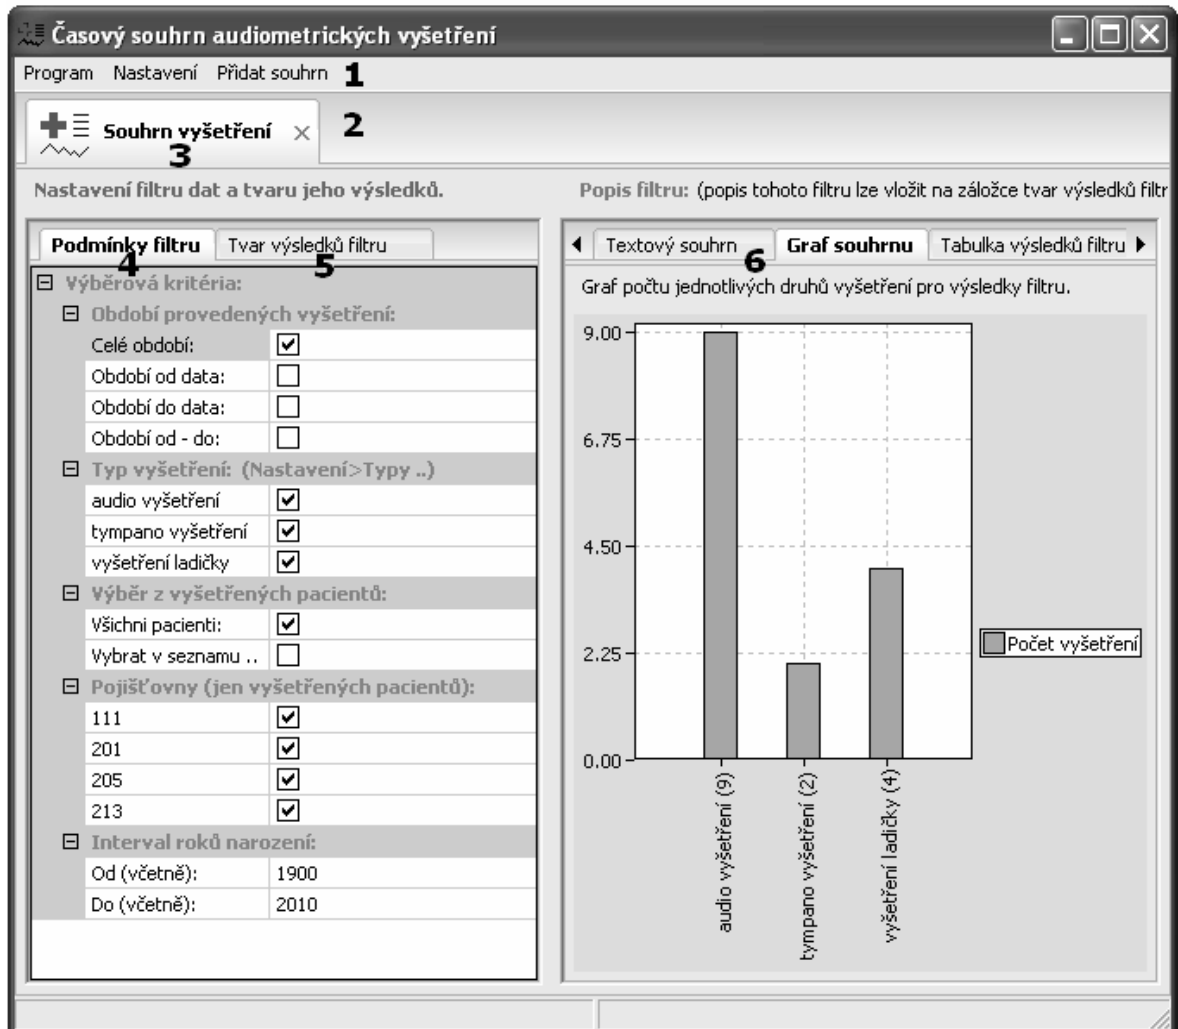 Časový souhrn audiometrických vyšetření
Program Nastavení Přidat souhrn 1
Souhrn vyšetření 2
3
Nastavení filtru dat a tvaru jeho výsledků.
Podmínky filtru Tvar výsledků filtru
4 5
Výběrová kritéria:
Období provedených vyšetření:
Celé období:
Období od data:
Období do data:
Období od - do:
Typ vyšetření: (Nastavení>Typy ..)
audio vyšetření
tympano vyšetření
vyšetření ladičky
Výběr z vyšetřených pacientů:
Všichni pacienti:
Vybrat v seznamu ..
Pojišťovny (jen vyšetřených pacientů):
111
201
205
213
Interval roků narození:
Od (včetně): 1900
Do (včetně): 2010
Popis filtru: (popis tohoto filtru lze vložit na záložce tvar výsledků filtr
Textový souhrn Graf souhrnu Tabulka výsledků filtru
6
Graf počtu jednotlivých druhů vyšetření pro výsledky filtru.
9.00
6.75
4.50
2.25
0.00
audio vyšetření (9)
tympano vyšetření (2)
vyšetření ladičky (4)
Počet vyšetření